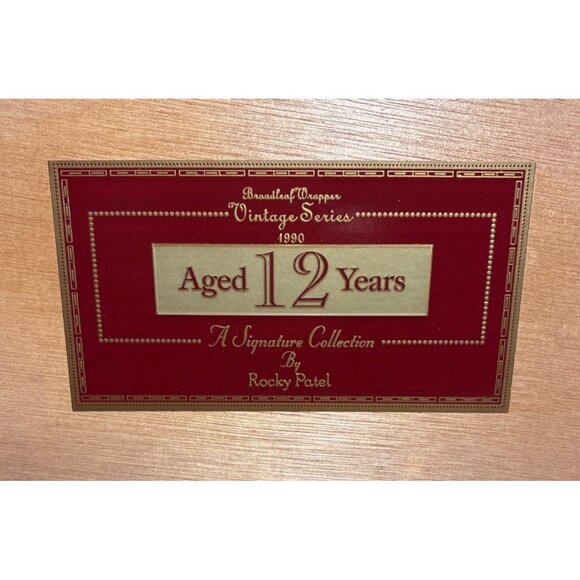 Broadleaf Wrapper
Vintage Series
1990
Aged 12 Years
A Signature Collection
By
Rocky Patel